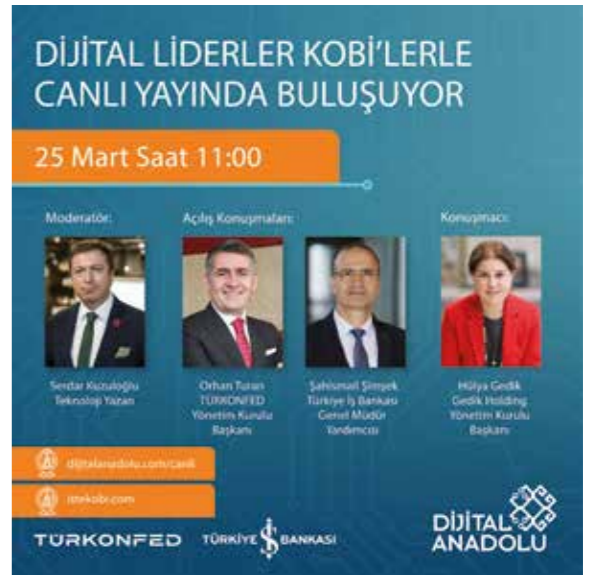 DİJİTAL LİDERLER KOBİ'LERLE
CANLI YAYINDA BULUŞUYOR
25 Mart Saat 11:00
Moderatör:
Serdar Kuzuloğlu
Teknoloji Yazarı
Açılış Konuşmaları:
Orhan Turan
TÜRKONFED
Yönetim Kurulu
Başkanı
Şahismail Şimşek
Türkiye İş Bankası
Genel Müdür
Yardımcısı
Konuşmacı:
Hülya Gedik
Gedik Holding
Yönetim Kurulu
Başkanı
dijitalanadolu.com/canli
istekobi.com
TÜRKONFED
TÜRKİYE İŞ BANKASI
DİJİTAL
ANADOLU